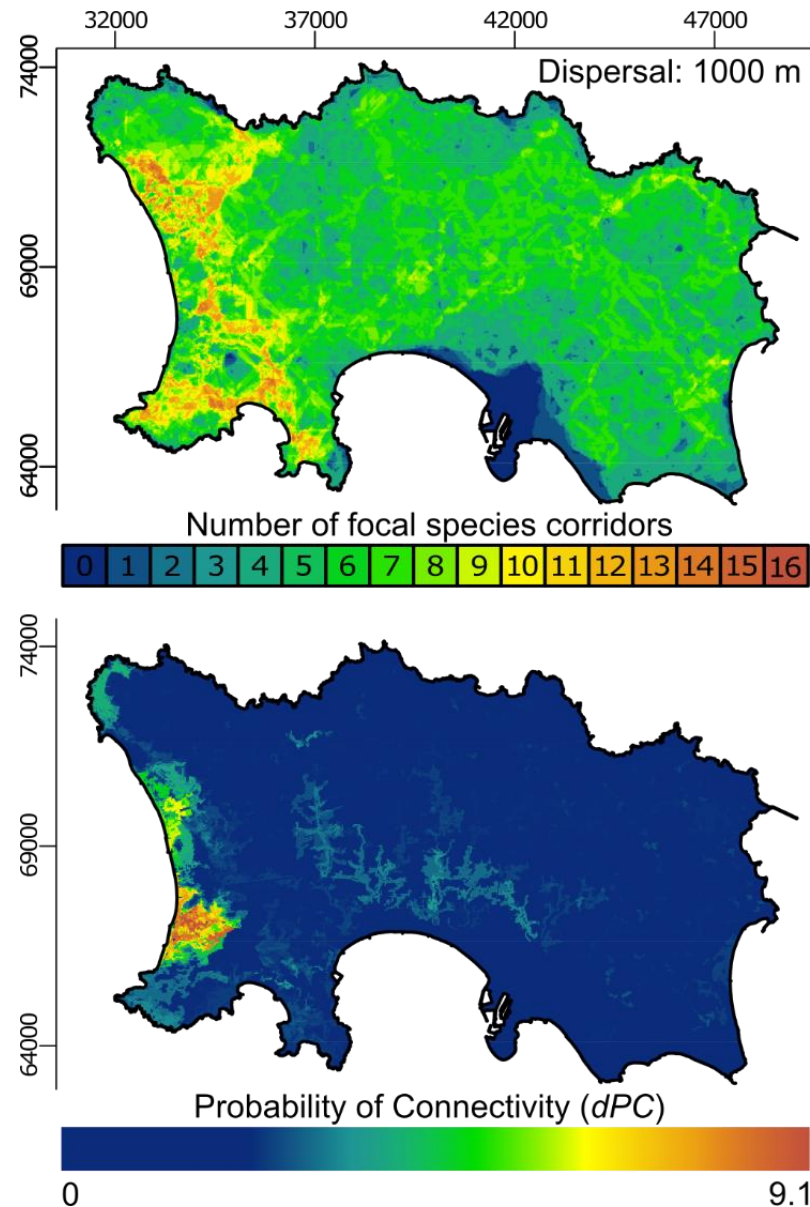 32000 37000 42000 47000
74000
Dispersal: 1000 m
69000
64000
Number of focal species corridors
0 1 2 3 4 5 6 7 8 9 10 11 12 13 14 15 16
74000
69000
64000
Probability of Connectivity (dPC)
0 9.1